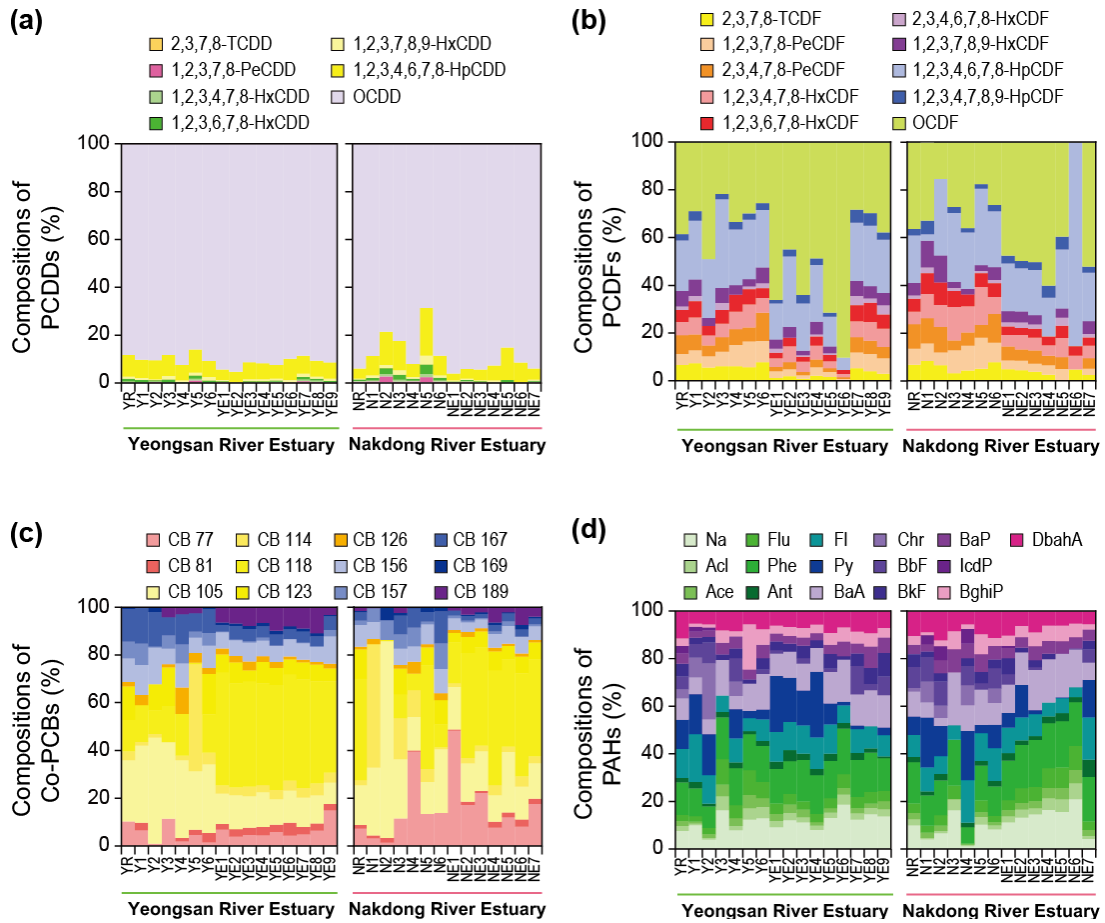 (a)
2,3,7,8-TCDD
1,2,3,7,8-PeCDD
1,2,3,4,7,8-HxCDD
1,2,3,6,7,8-HxCDD
1,2,3,7,8,9-HxCDD
1,2,3,4,6,7,8-HpCDD
OCDD
Compositions of
PCDDs (%)
100
80
60
40
20
0
YR Y1 Y2 Y3 Y4 Y5 Y6 YE1 YE2 YE3 YE4 YE5 YE6 YE7 YE8 YE9
NR N1 N2 N3 N4 N5 N6 NE1 NE2 NE3 NE4 NE5 NE6 NE7
Yeongsan River Estuary
Nakdong River Estuary
(b)
2,3,7,8-TCDF
1,2,3,7,8-PeCDF
2,3,4,7,8-PeCDF
1,2,3,4,7,8-HxCDF
1,2,3,6,7,8-HxCDF
2,3,4,6,7,8-HxCDF
1,2,3,7,8,9-HxCDF
1,2,3,4,6,7,8-HpCDF
1,2,3,4,7,8,9-HpCDF
OCDF
Compositions of
PCDFs (%)
100
80
60
40
20
0
YR Y1 Y2 Y3 Y4 Y5 Y6 YE1 YE2 YE3 YE4 YE5 YE6 YE7 YE8 YE9
NR N1 N2 N3 N4 N5 N6 NE1 NE2 NE3 NE4 NE5 NE6 NE7
Yeongsan River Estuary
Nakdong River Estuary
(c)
CB 77
CB 81
CB 105
CB 114
CB 118
CB 123
CB 126
CB 156
CB 157
CB 167
CB 169
CB 189
Compositions of
Co-PCBs (%)
100
80
60
40
20
0
YR Y1 Y2 Y3 Y4 Y5 Y6 YE1 YE2 YE3 YE4 YE5 YE6 YE7 YE8 YE9
NR N1 N2 N3 N4 N5 N6 NE1 NE2 NE3 NE4 NE5 NE6 NE7
Yeongsan River Estuary
Nakdong River Estuary
(d)
Na
Acl
Ace
Flu
Phe
Ant
Fl
Py
BaA
Chr
BbF
BkF
BaP
IcdP
BghiP
DbahA
Compositions of
PAHs (%)
100
80
60
40
20
0
YR Y1 Y2 Y3 Y4 Y5 Y6 YE1 YE2 YE3 YE4 YE5 YE6 YE7 YE8 YE9
NR N1 N2 N3 N4 N5 N6 NE1 NE2 NE3 NE4 NE5 NE6 NE7
Yeongsan River Estuary
Nakdong River Estuary